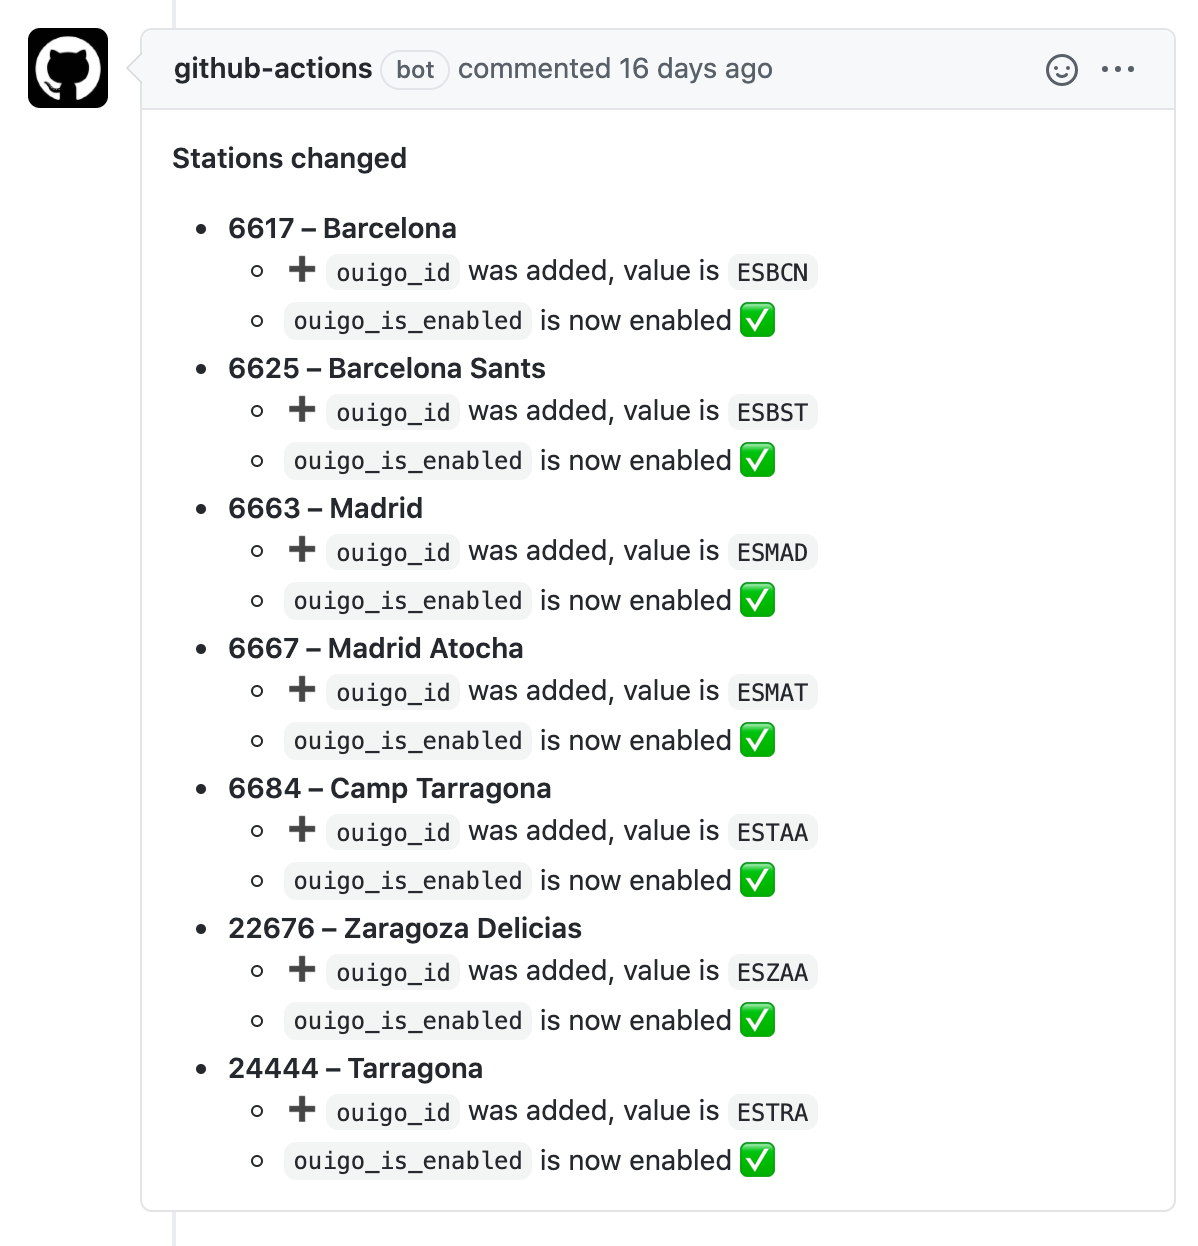 github-actions bot commented 16 days ago
Stations changed
6617 – Barcelona
➕ ouigo_id was added, value is ESBCN
ouigo_is_enabled is now enabled ✅
6625 – Barcelona Sants
➕ ouigo_id was added, value is ESBST
ouigo_is_enabled is now enabled ✅
6663 – Madrid
➕ ouigo_id was added, value is ESMAD
ouigo_is_enabled is now enabled ✅
6667 – Madrid Atocha
➕ ouigo_id was added, value is ESMAT
ouigo_is_enabled is now enabled ✅
6684 – Camp Tarragona
➕ ouigo_id was added, value is ESTAA
ouigo_is_enabled is now enabled ✅
22676 – Zaragoza Delicias
➕ ouigo_id was added, value is ESZAA
ouigo_is_enabled is now enabled ✅
24444 – Tarragona
➕ ouigo_id was added, value is ESTRA
ouigo_is_enabled is now enabled ✅